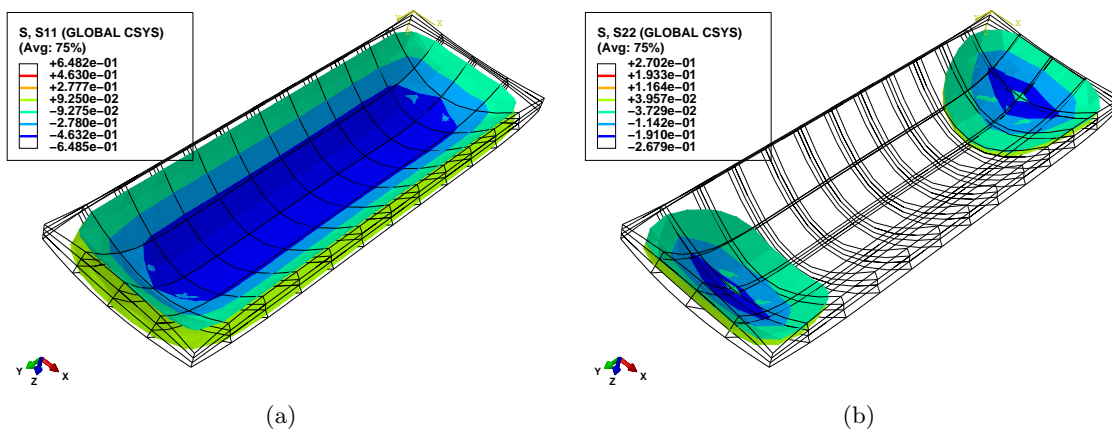 S, S11 (GLOBAL CSYS)
(Avg: 75%)
+6.482e−01
+4.630e−01
+2.777e−01
+9.250e−02
−9.275e−02
−2.780e−01
−4.632e−01
−6.485e−01
X
Y
Z
X
(a)
S, S22 (GLOBAL CSYS)
(Avg: 75%)
+2.702e−01
+1.933e−01
+1.164e−01
+3.957e−02
−3.729e−02
−1.142e−01
−1.910e−01
−2.679e−01
X
Y
Z
X
(b)